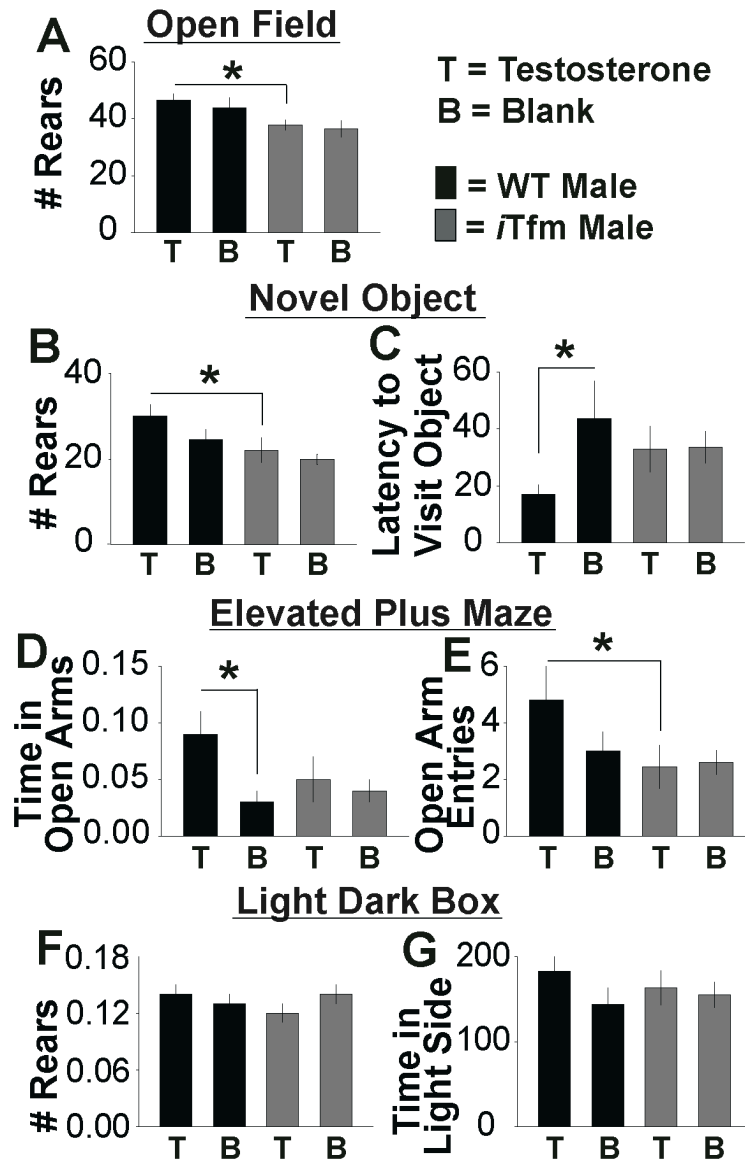 A Open Field
# Rears
60
40
20
0
*
T B T B
T = Testosterone
B = Blank
= WT Male
= iTfm Male
Novel Object
B
# Rears
40
20
0
*
T B T B
C
Latency to
Visit Object
60
40
20
0
*
T B T B
Elevated Plus Maze
D
Time in
Open Arms
0.15
0.10
0.05
0.00
*
T B T B
E
Open Arm
Entries
6
4
2
0
*
T B T B
Light Dark Box
F
# Rears
0.18
0.12
0.06
0.00
T B T B
G
Time in
Light Side
200
100
0
T B T B